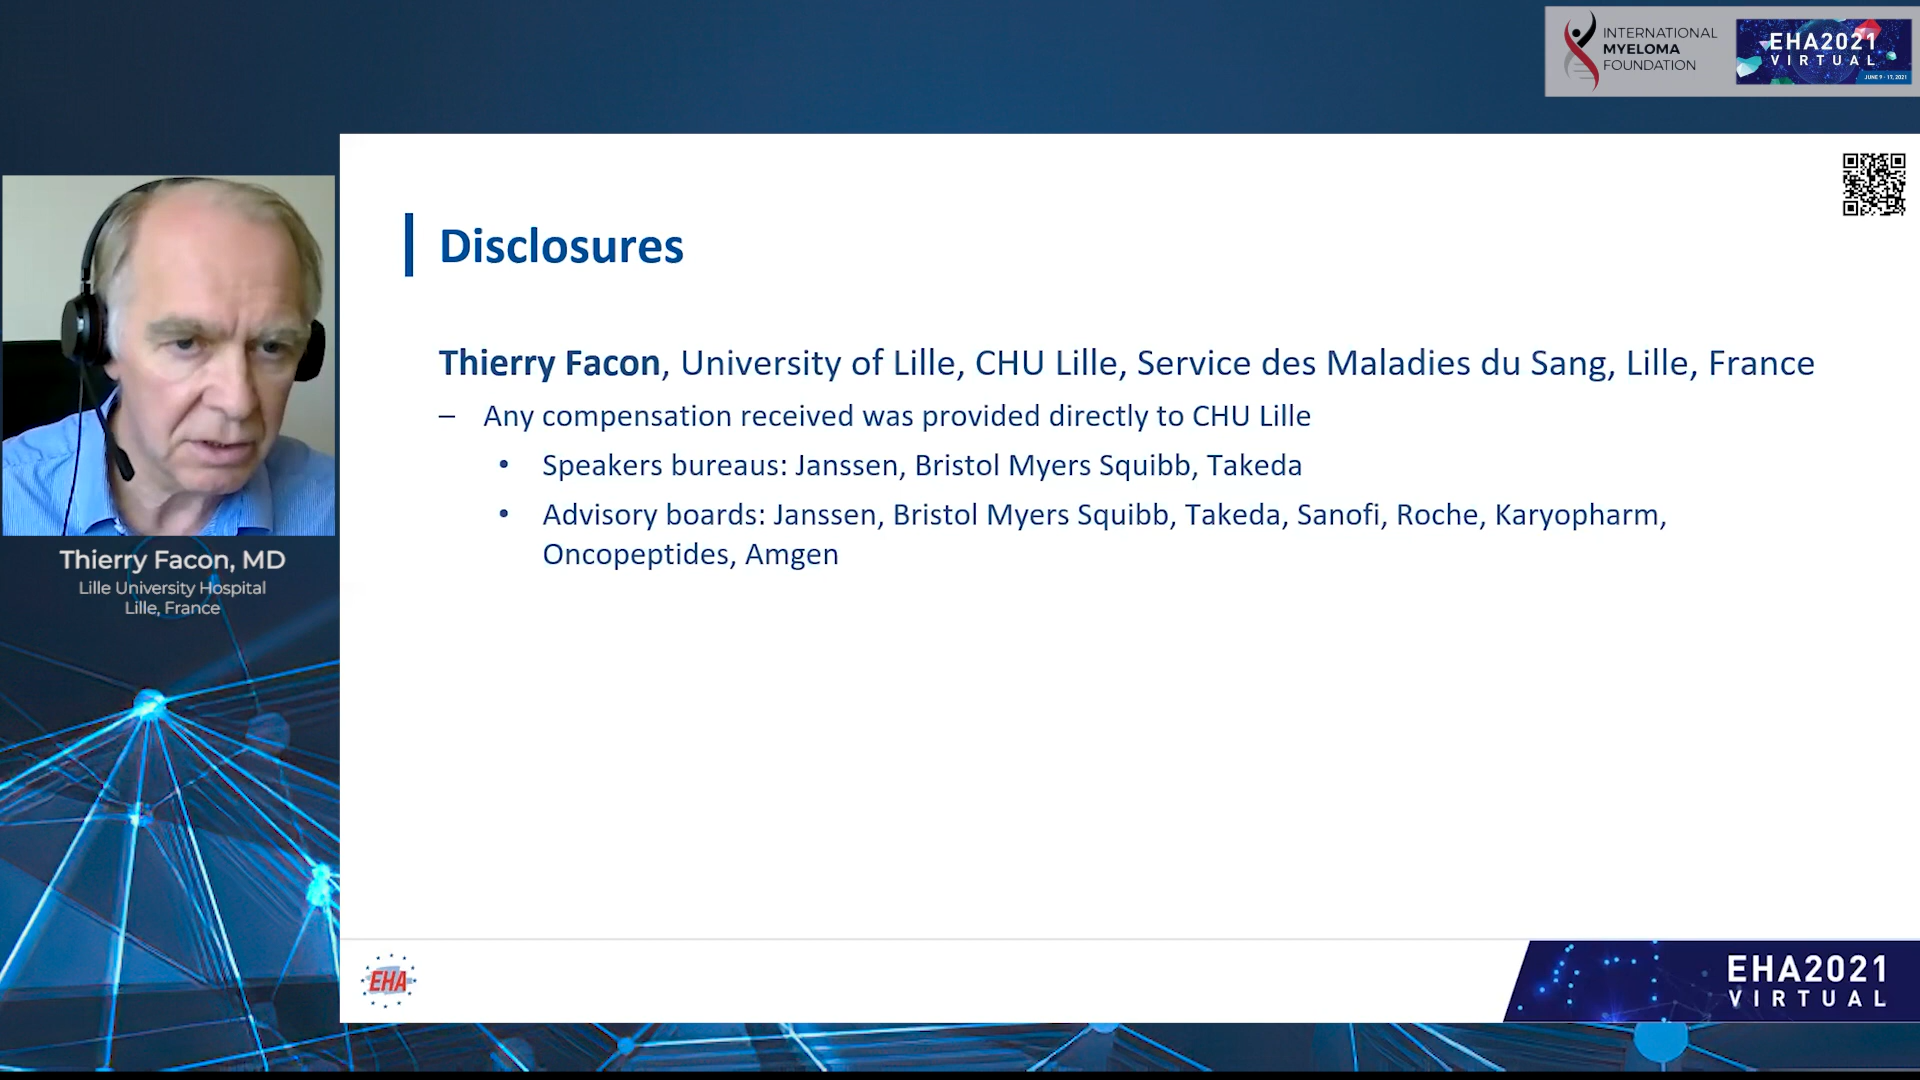 INTERNATIONAL
MYELOMA
FOUNDATION
EHA2021
VIRTUAL
JUNE 9 - 17, 2021
Disclosures
Thierry Facon, University of Lille, CHU Lille, Service des Maladies du Sang, Lille, France
– Any compensation received was provided directly to CHU Lille
• Speakers bureaus: Janssen, Bristol Myers Squibb, Takeda
• Advisory boards: Janssen, Bristol Myers Squibb, Takeda, Sanofi, Roche, Karyopharm,
Oncopeptides, Amgen
Thierry Facon, MD
Lille University Hospital
Lille, France
EHA
EHA2021
VIRTUAL